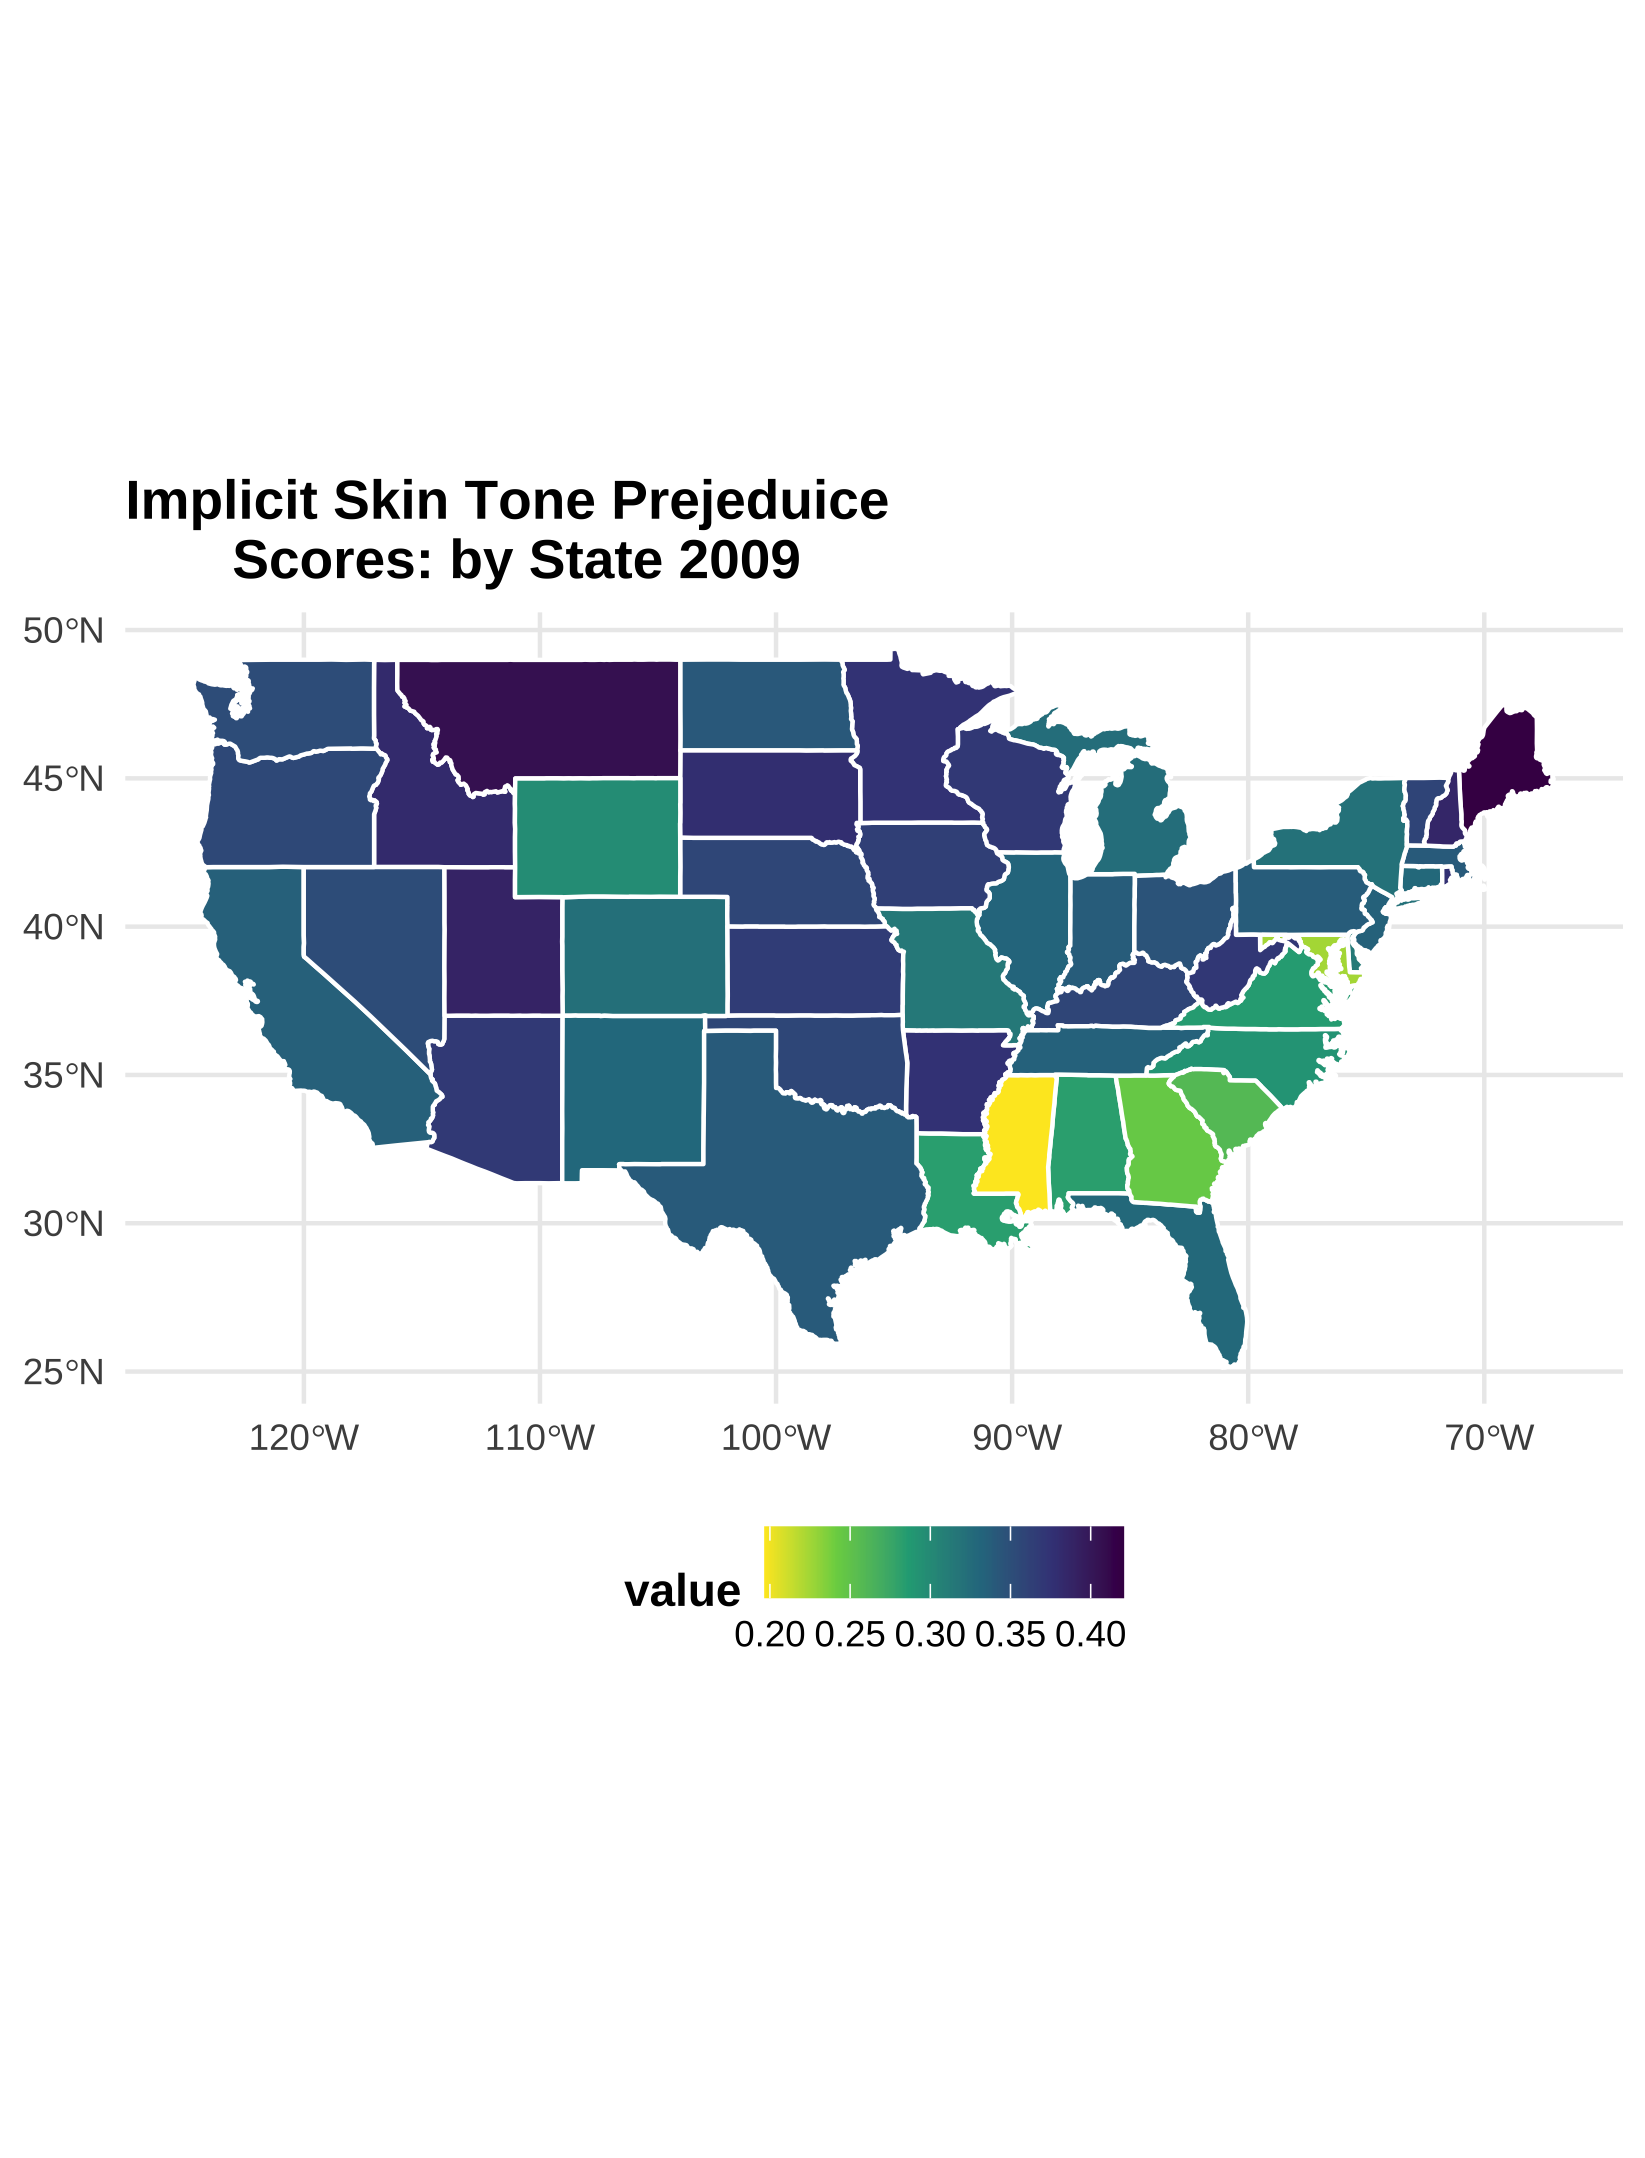 Implicit Skin Tone Prejeduice
Scores: by State 2009
50°N
45°N
40°N
35°N
30°N
25°N
120°W 110°W 100°W 90°W 80°W 70°W
value
0.20 0.25 0.30 0.35 0.40